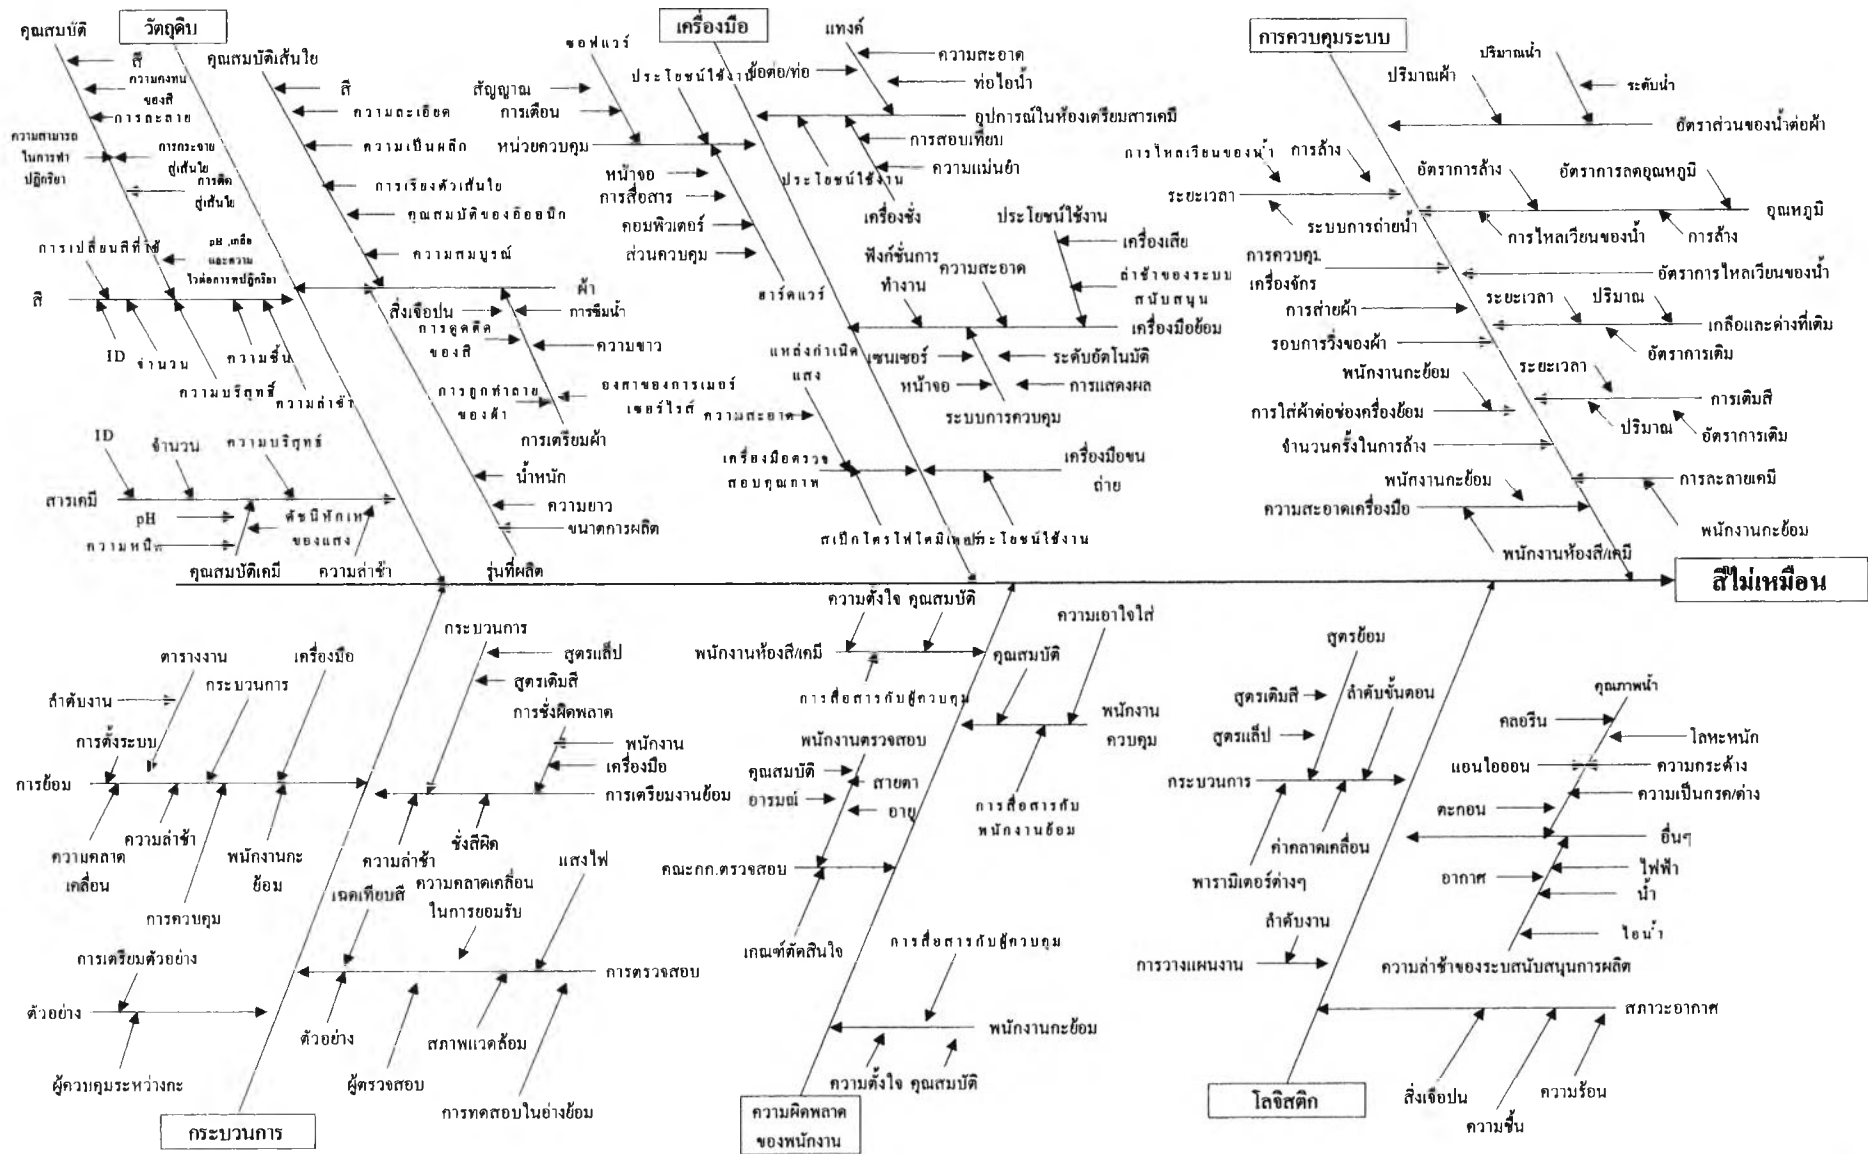 คุณสมบัติ
วัตถุดิบ
สี
ความคงทน
ของสี
การละลาย
ความสามารถ
ในการทำ
ปฏิกริยา
การกระจาย
สู่เส้นใย
การติด
สู่เส้นใย
การเปลี่ยนสีที่ใช้
pH ,เกลือ
และความ
ไวต่อการทปฏิกริยา
สี
ID
จำนวน
ความบริสุทธิ์
ความชื้น
ความล่าช้า
คุณสมบัติเส้นใย
สี
ความละเอียด
ความเป็นผลึก
การเรียงตัวเส้นใย
คุณสมบัติของอิออนิก
ความสมบูรณ์
ผ้า
สิ่งเจือปน
การซึมน้ำ
การดูดติด
ของสี
ความขาว
การถูกทำลาย
ของผ้า
องสาของการเมอร์
เซอร์ไรส์
การเตรียมผ้า
น้ำหนัก
ความยาว
ขนาดการผลิต
รุ่นที่ผลิต
ID
จำนวน
ความบริสุทธ์
สารเคมี
pH
ความหนืด
ดัชนีหักเห
ของแสง
คุณสมบัติเคมี
ความล่าช้า
เครื่องมือ
ซอฟแวร์
ประโยชน์ใช้งาน
สัญญาณ
การเตือน
หน่วยควบคุม
หน้าจอ
การสื่อสาร
คอมพิวเตอร์
ส่วนควบคุม
ฮาร์ดแวร์
แทงค์
ความสะอาด
ข้อต่อ/ท่อ
ท่อไอน้ำ
อุปกรณ์ในห้องเตรียมสารเคมี
การสอบเทียม
ความแม่นยำ
ประโยชน์ใช้งาน
เครื่องชั่ง
ประโยชน์ใช้งาน
เครื่องเสีย
ล่าช้าของระบบ
สนับสนุน
ฟังก์ชั่นการ
ทำงาน
ความสะอาด
เครื่องมือย้อม
เซนเซอร์
ระดับอัตโนมัติ
หน้าจอ
การแสดงผล
ระบบการควบคุม
แหล่งกำเนิด
แสง
ความสะอาด
เครื่องมือตรวจ
สอบคุณภาพ
เครื่องมือขน
ถ่าย
ประโยชน์ใช้งาน
การควบคุมระบบ
ปริมาณผ้า
ปริมาณน้ำ
ระดับน้ำ
อัตราส่วนของน้ำต่อผ้า
การไหลเวียนของน้ำ
การล้าง
ระยะเวลา
ระบบการถ่ายน้ำ
อัตราการล้าง
อัตราการลดอุณหภูมิ
อุณหภูมิ
การไหลเวียนของน้ำ
การล้าง
การควบคุม
เครื่องจักร
อัตราการไหลเวียนของน้ำ
การส่ายผ้า
ระยะเวลา
ปริมาณ
เกลือและด่างที่เติม
อัตราการเติม
รอบการวิ่งของผ้า
พนักงานกะย้อม
การใส่ผ้าต่อช่องเครื่องย้อม
ระยะเวลา
การเติมสี
ปริมาณ
อัตราการเติม
จำนวนครั้งในการล้าง
พนักงานกะย้อม
การละลายเคมี
พนักงานกะย้อม
ความสะอาดเครื่องมือ
พนักงานห้องสี/เคมี
สีไม่เหมือน
ตารางงาน
เครื่องมือ
กระบวนการ
ลำดับงาน
การตั้งระบบ
การย้อม
ความคลาด
เคลื่อน
ความล่าช้า
การควบคุม
พนักงานกะ
ย้อม
กระบวนการ
สูตรแล็ป
สูตรเติมสี
การชั่งผิดพลาด
พนักงาน
เครื่องมือ
การเตรียมงานย้อม
ความล่าช้า
ชั่งสีผิด
เฉดเทียบสี
ความคลาดเคลื่อน
ในการยอมรับ
แสงไฟ
การตรวจสอบ
ตัวอย่าง
ผู้ตรวจสอบ
สภาพแวดล้อม
การทดสอบในอ่างย้อม
การเตรียมตัวอย่าง
ตัวอย่าง
ผู้ควบคุมระหว่างกะ
กระบวนการ
ความตั้งใจ
คุณสมบัติ
พนักงานห้องสี/เคมี
การสื่อสารกับผู้ควบคุม
ความเอาใจใส่
คุณสมบัติ
พนักงาน
ควบคุม
การสื่อสารกับ
พนักงานย้อม
พนักงานตรวจสอบ
คุณสมบัติ
สายตา
อารมณ์
อายุ
คณะกก.ตรวจสอบ
เกณฑ์ตัดสินใจ
การสื่อสารกับผู้ควบคุม
พนักงานกะย้อม
ความตั้งใจ
คุณสมบัติ
ความผิดพลาด
ของพนักงาน
สูตรย้อม
สูตรเติมสี
ลำดับขั้นตอน
สูตรแล็ป
กระบวนการ
ค่าคลาดเคลื่อน
พารามิเตอร์ต่างๆ
คุณภาพน้ำ
คลอรีน
โลหะหนัก
แอนไอออน
ความกระด้าง
ความเป็นกรด/ด่าง
ตะกอน
อื่นๆ
ไฟฟ้า
อากาศ
น้ำ
ไอน้ำ
ความล่าช้าของระบสนับสนุนการผลิต
ลำดับงาน
การวางแผนงาน
สภาวะอากาศ
สิ่งเจือปน
ความชื้น
ความร้อน
โลจิสติก